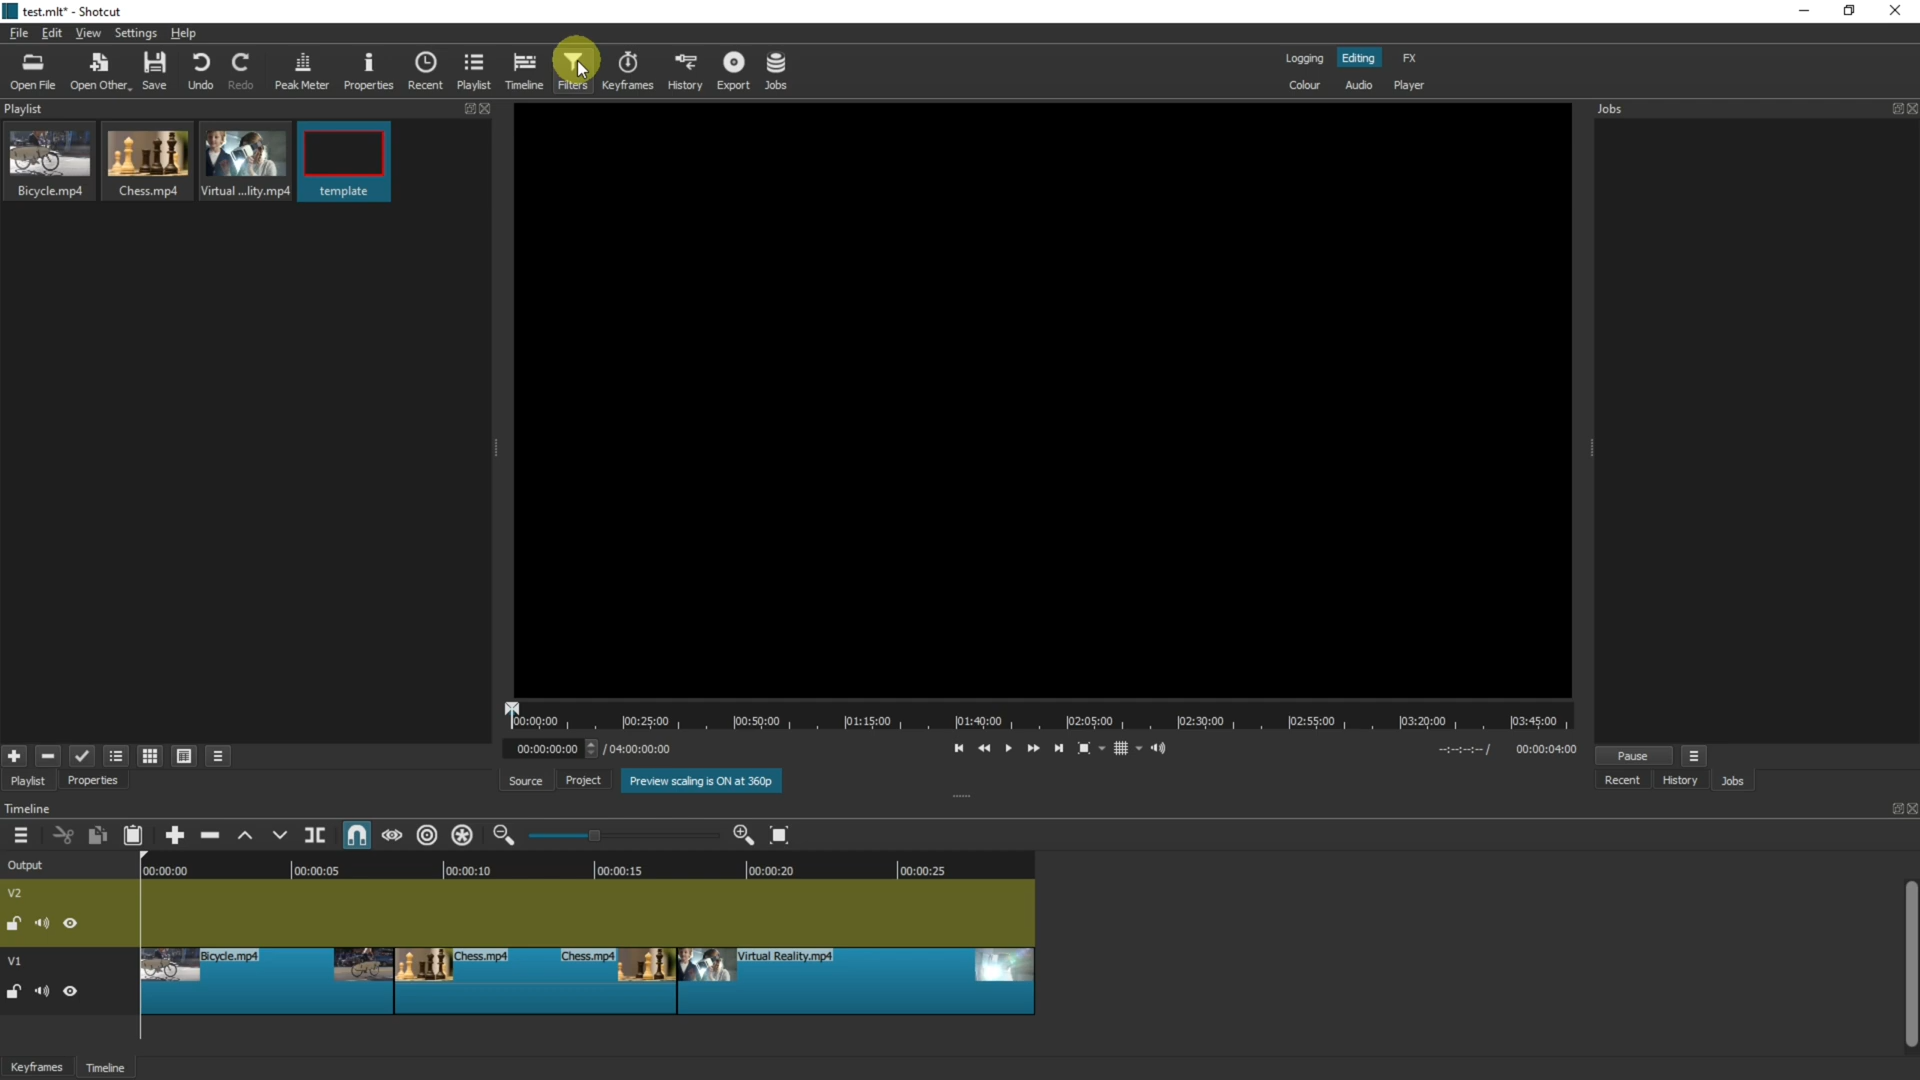 test.mlt* - Shotcut
File Edit View Settings Help
Open File Open Other Save Undo Redo Peak Meter Properties Recent Playlist Timeline Filters Keyframes History Export Jobs
Logging Editing FX
Colour Audio Player
Playlist
Jobs
Bicycle.mp4 Chess.mp4 Virtual ...lity.mp4 template
00:00:00 00:25:00 00:50:00 01:15:00 01:40:00 02:05:00 02:30:00 02:55:00 03:20:00 03:45:00
00:00:00:00 / 04:00:00:00
--:--:--:-- / 00:00:04:00
Pause
Playlist Properties
Source Project Preview scaling is ON at 360p
Recent History Jobs
Timeline
Output
00:00:00 00:00:05 00:00:10 00:00:15 00:00:20 00:00:25
V2
V1
Bicycle.mp4 Chess.mp4 Chess.mp4 Virtual Reality.mp4
Keyframes Timeline